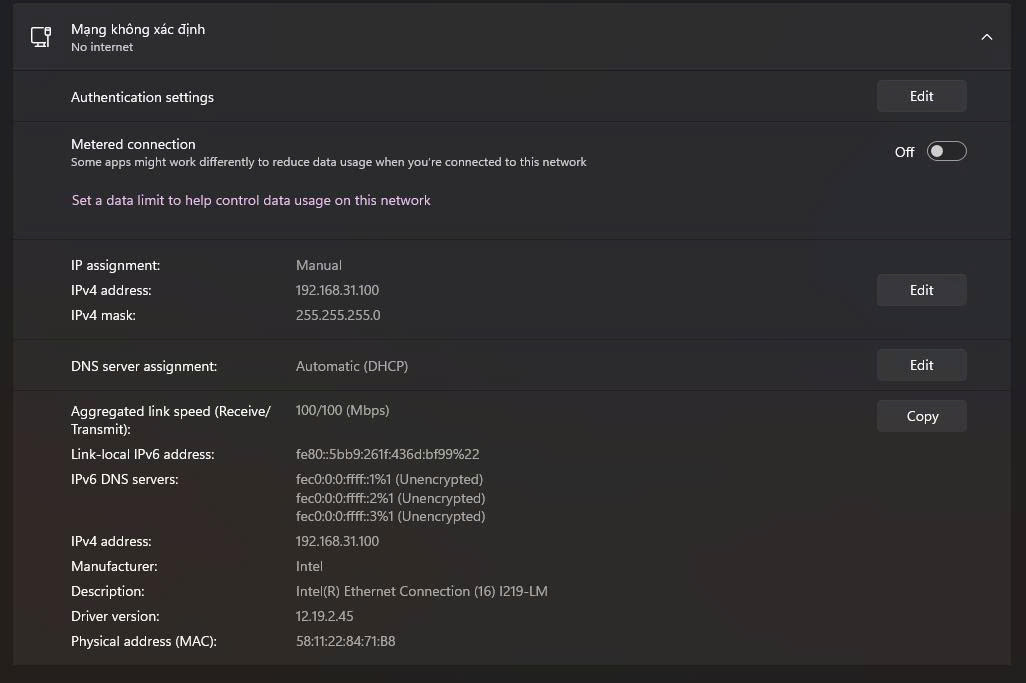 Mạng không xác định
No internet
Authentication settings
Edit
Metered connection
Some apps might work differently to reduce data usage when you're connected to this network
Off
Set a data limit to help control data usage on this network
IP assignment:
Manual
IPv4 address:
192.168.31.100
IPv4 mask:
255.255.255.0
Edit
DNS server assignment:
Automatic (DHCP)
Edit
Aggregated link speed (Receive/
Transmit):
100/100 (Mbps)
Copy
Link-local IPv6 address:
fe80::5bb9:261f:436d:bf99%22
IPv6 DNS servers:
fec0:0:0:ffff::1%1 (Unencrypted)
fec0:0:0:ffff::2%1 (Unencrypted)
fec0:0:0:ffff::3%1 (Unencrypted)
IPv4 address:
192.168.31.100
Manufacturer:
Intel
Description:
Intel(R) Ethernet Connection (16) I219-LM
Driver version:
12.19.2.45
Physical address (MAC):
58:11:22:84:71:B8